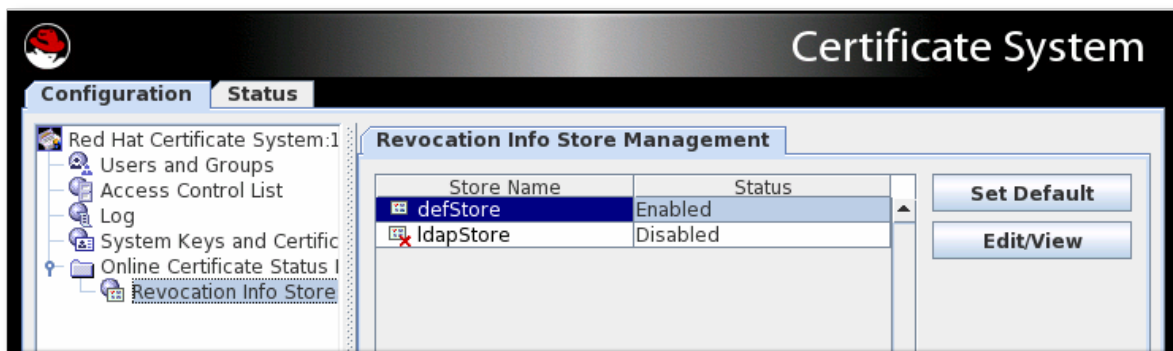 Certificate System
Configuration Status
Red Hat Certificate System:1
Users and Groups
Access Control List
Log
System Keys and Certific
Online Certificate Status
Revocation Info Store
Revocation Info Store Management
Store Name Status
defStore Enabled
ldapStore Disabled
Set Default
Edit/View